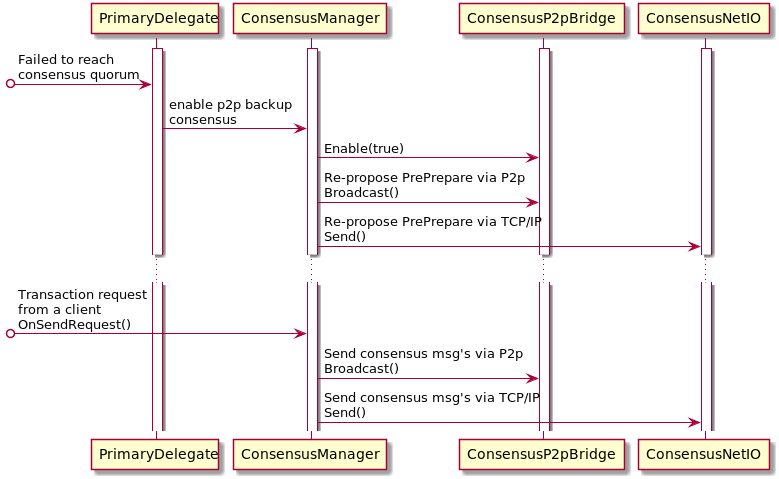 PrimaryDelegate
ConsensusManager
ConsensusP2pBridge
ConsensusNetIO
Failed to reach
consensus quorum
enable p2p backup
consensus
Enable(true)
Re-propose PrePrepare via P2p
Broadcast()
Re-propose PrePrepare via TCP/IP
Send()
Transaction request
from a client
OnSendRequest()
Send consensus msg's via P2p
Broadcast()
Send consensus msg's via TCP/IP
Send()
PrimaryDelegate
ConsensusManager
ConsensusP2pBridge
ConsensusNetIO